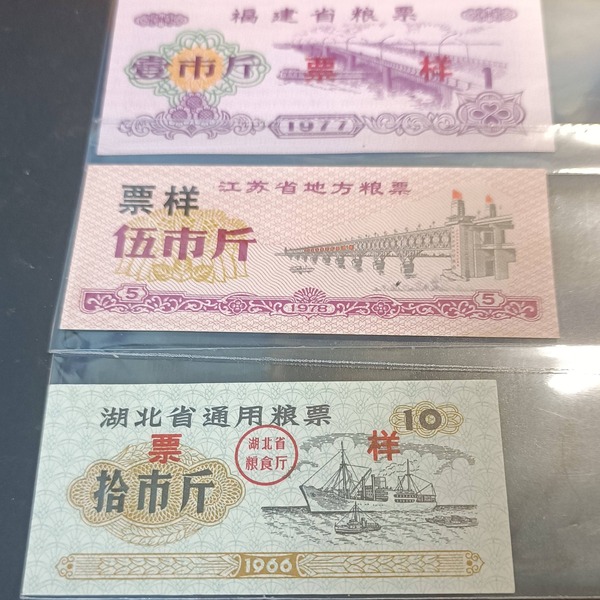 福建省粮票
壹市斤
票 样
1
1977
票样
江苏省地方粮票
伍市斤
5
1978
5
湖北省通用粮票
10
票 样
湖北省
粮食厅
拾市斤
1966